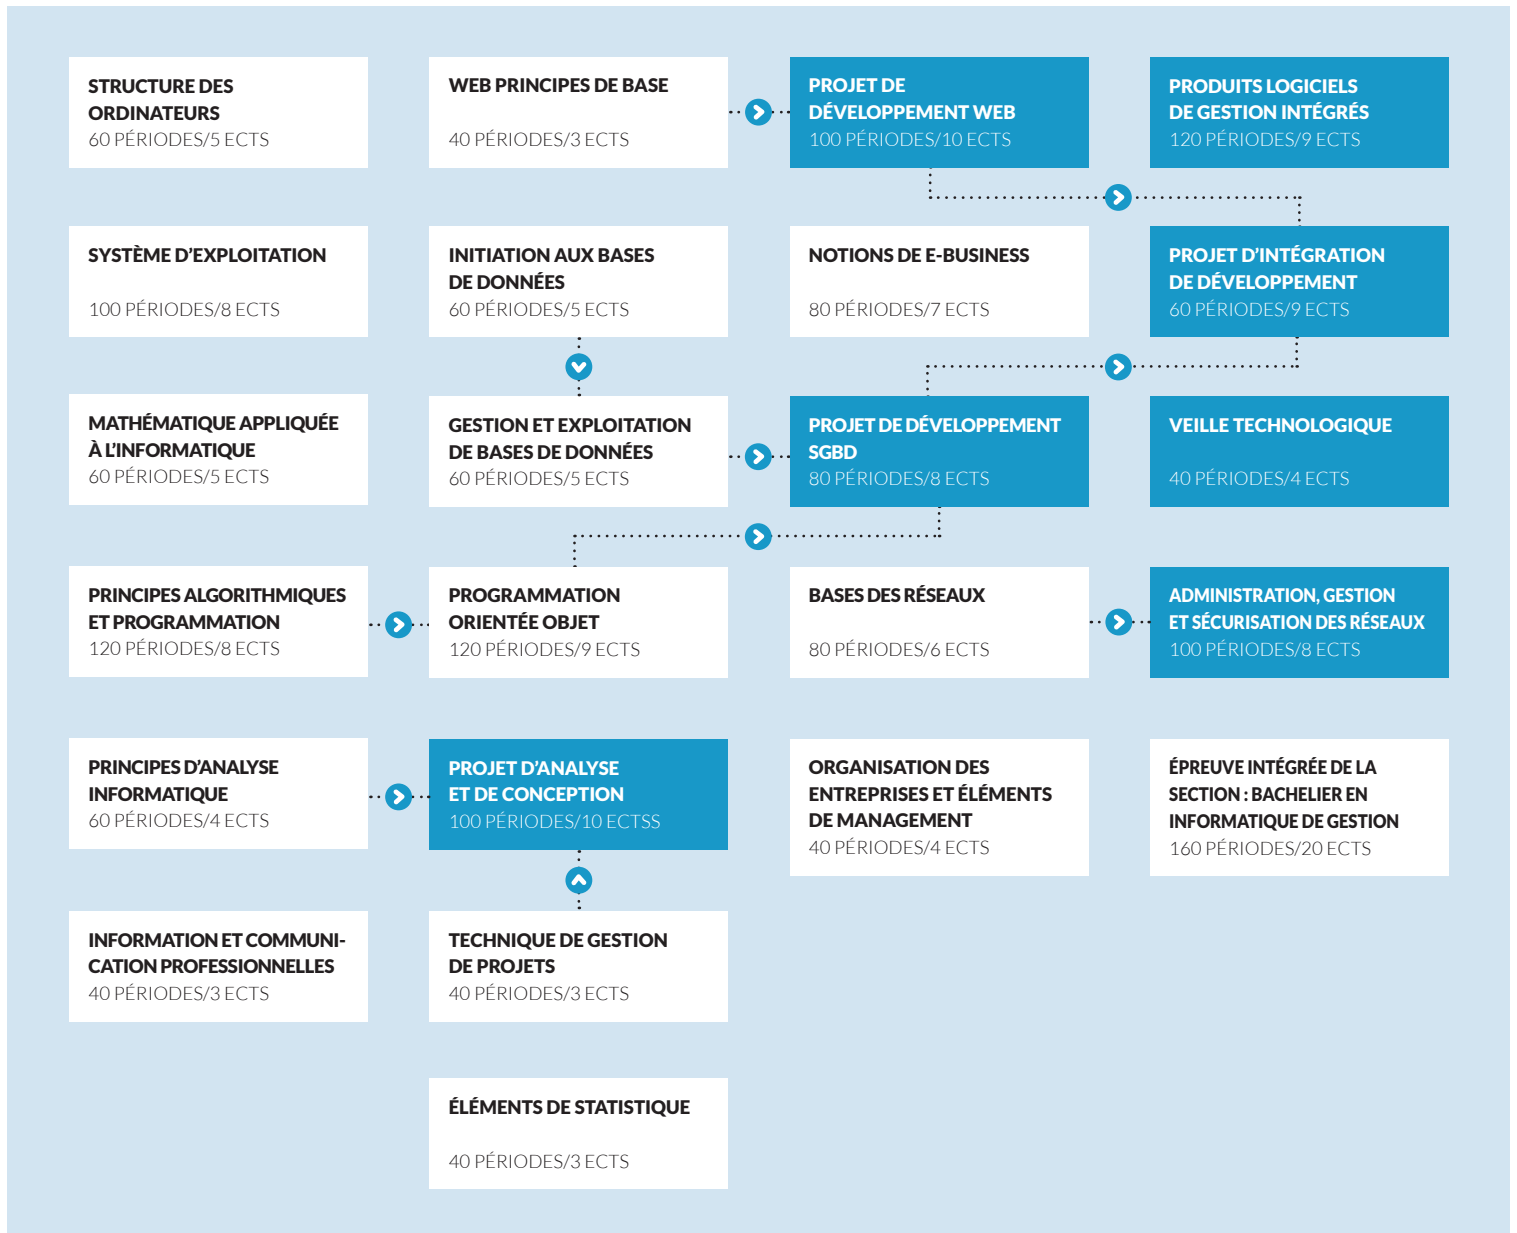 STRUCTURE DES
ORDINATEURS
60 PÉRIODES/5 ECTS
WEB PRINCIPES DE BASE
40 PÉRIODES/3 ECTS
PROJET DE
DÉVELOPPEMENT WEB
100 PÉRIODES/10 ECTS
PRODUITS LOGICIELS
DE GESTION INTÉGRÉS
120 PÉRIODES/9 ECTS
SYSTÈME D'EXPLOITATION
100 PÉRIODES/8 ECTS
INITIATION AUX BASES
DE DONNÉES
60 PÉRIODES/5 ECTS
NOTIONS DE E-BUSINESS
80 PÉRIODES/7 ECTS
PROJET D'INTÉGRATION
DE DÉVELOPPEMENT
60 PÉRIODES/9 ECTS
MATHÉMATIQUE APPLIQUÉE
À L'INFORMATIQUE
60 PÉRIODES/5 ECTS
GESTION ET EXPLOITATION
DE BASES DE DONNÉES
60 PÉRIODES/5 ECTS
PROJET DE DÉVELOPPEMENT
SGBD
80 PÉRIODES/8 ECTS
VEILLE TECHNOLOGIQUE
40 PÉRIODES/4 ECTS
PRINCIPES ALGORITHMIQUES
ET PROGRAMMATION
120 PÉRIODES/8 ECTS
PROGRAMMATION
ORIENTÉE OBJET
120 PÉRIODES/9 ECTS
BASES DES RÉSEAUX
80 PÉRIODES/6 ECTS
ADMINISTRATION, GESTION
ET SÉCURISATION DES RÉSEAUX
100 PÉRIODES/8 ECTS
PRINCIPES D'ANALYSE
INFORMATIQUE
60 PÉRIODES/4 ECTS
PROJET D'ANALYSE
ET DE CONCEPTION
100 PÉRIODES/10 ECTSS
ORGANISATION DES
ENTREPRISES ET ÉLÉMENTS
DE MANAGEMENT
40 PÉRIODES/4 ECTS
ÉPREUVE INTÉGRÉE DE LA
SECTION : BACHELIER EN
INFORMATIQUE DE GESTION
160 PÉRIODES/20 ECTS
INFORMATION ET COMMUNI-
CATION PROFESSIONNELLES
40 PÉRIODES/3 ECTS
TECHNIQUE DE GESTION
DE PROJETS
40 PÉRIODES/3 ECTS
ÉLÉMENTS DE STATISTIQUE
40 PÉRIODES/3 ECTS